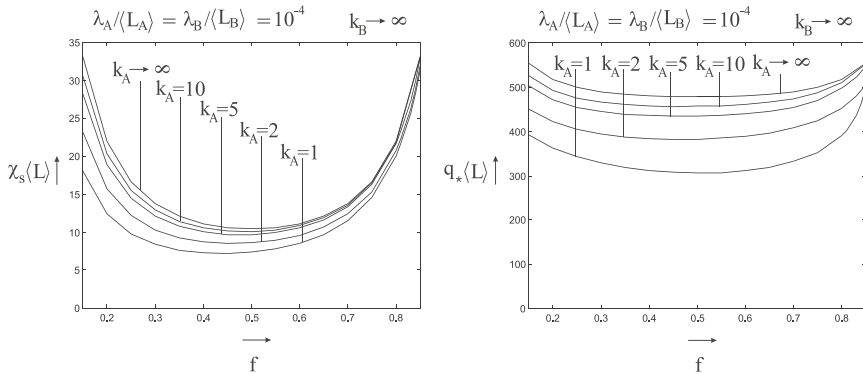 λ_A/⟨L_A⟩ = λ_B/⟨L_B⟩ = 10⁻⁴ k_B→∞
35
30
25
20
15
10
5
0
k_A→∞
k_A=10
k_A=5
k_A=2
k_A=1
χ_s⟨L⟩↑
0.2 0.3 0.4 0.5 0.6 0.7 0.8
→
f
λ_A/⟨L_A⟩ = λ_B/⟨L_B⟩ = 10⁻⁴ k_B→∞
600
500
400
300
200
100
0
k_A=1 k_A=2 k_A=5 k_A=10 k_A→∞
q_*⟨L⟩↑
0.2 0.3 0.4 0.5 0.6 0.7 0.8
→
f